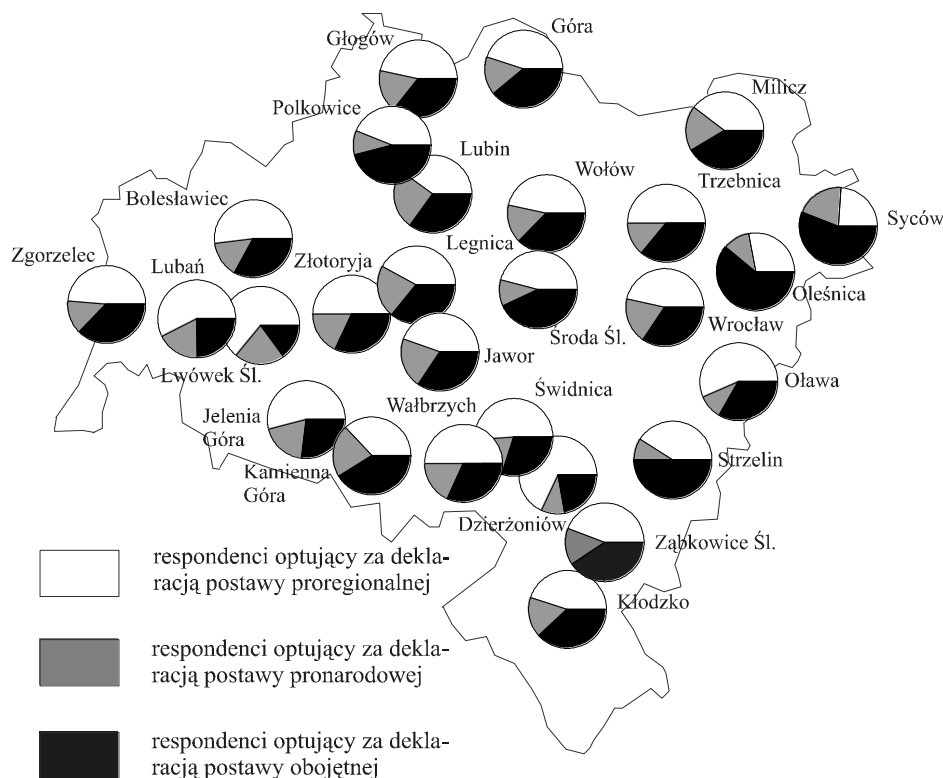 Góra
Głogów
Milicz
Polkowice
Lubin
Wołów
Trzebnica
Bolesławiec
Syców
Legnica
Zgorzelec
Lubań
Złotoryja
Oleśnica
Wrocław
Środa Śl.
Jawor
Lwówek Śl.
Oława
Świdnica
Wałbrzych
Jelenia
Góra
Strzelin
Kamienna
Góra
Dzierżoniów
Ząbkowice Śl.
Kłodzko
respondenci optujący za dekla-
racją postawy proregionalnej
respondenci optujący za dekla-
racją postawy pronarodowej
respondenci optujący za dekla-
racją postawy obojętnej